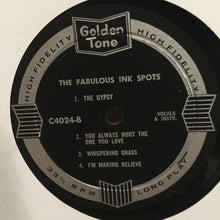 Golden
Tone
HIGH FIDELITY
HIGH FIDELITY
THE FABULOUS INK SPOTS
1. THE GYPSY
C4024-B
VOCALS
& INSTR.
2. YOU ALWAYS HURT THE
ONE YOU LOVE
3. WHISPERING GRASS
4. I'M MAKING BELIEVE
33⅓ RPM
LONG PLAY